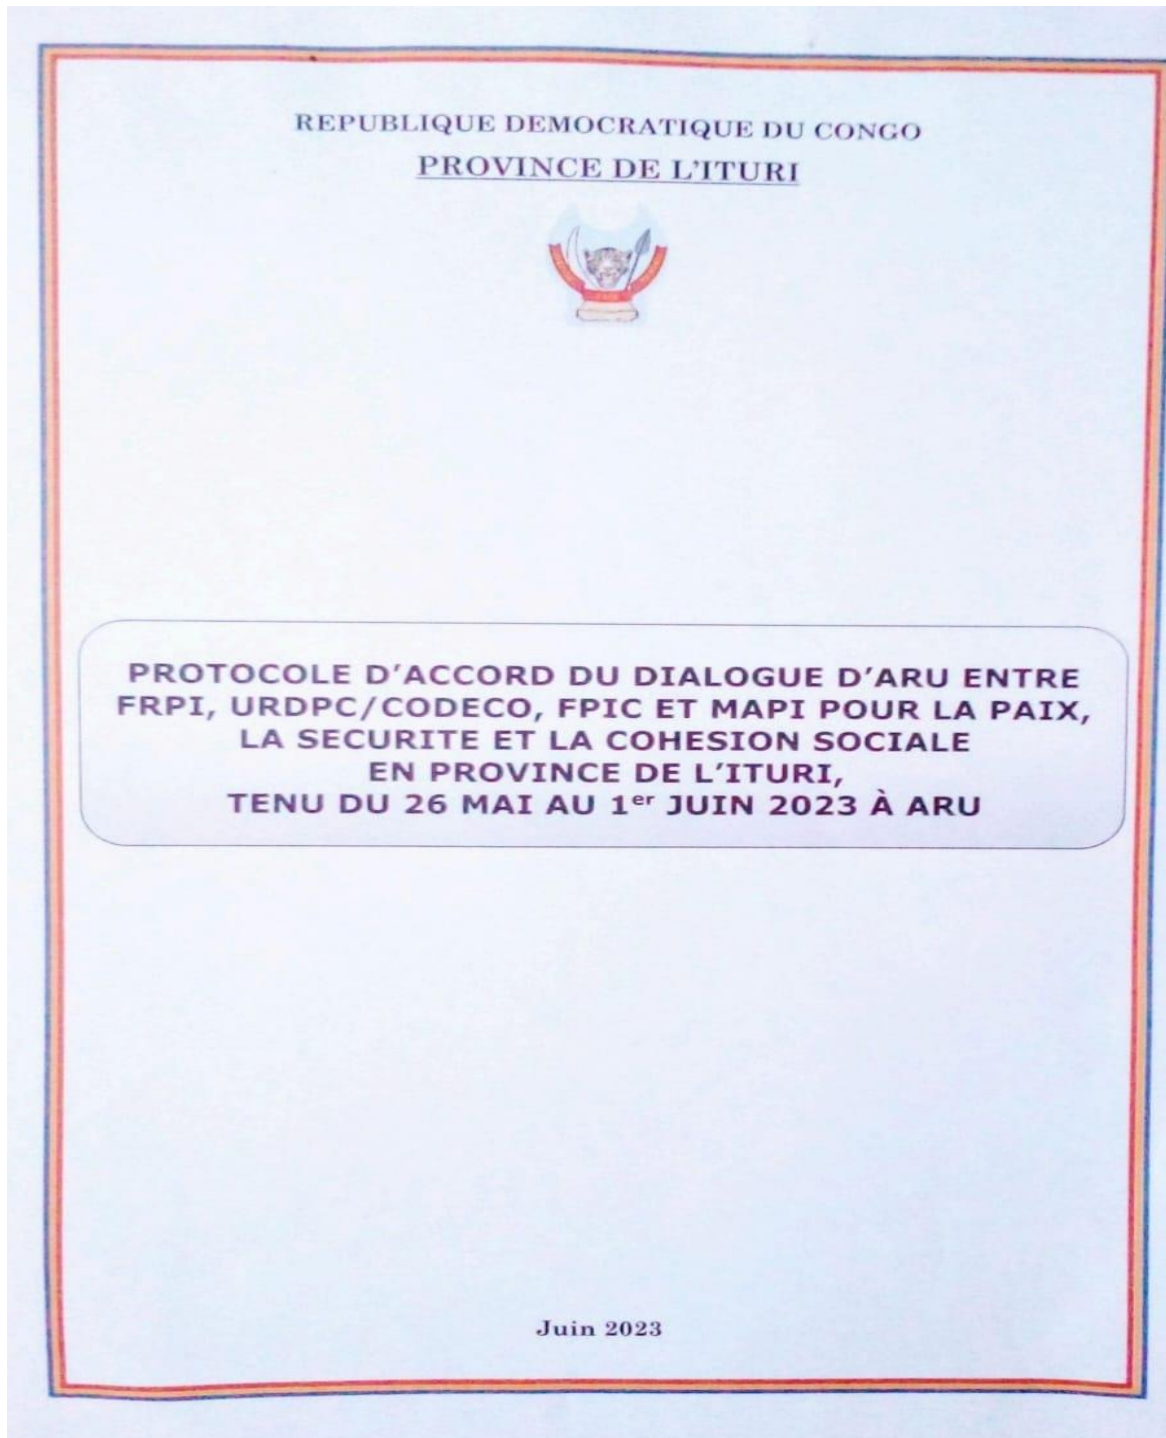 REPUBLIQUE DEMOCRATIQUE DU CONGO
PROVINCE DE L'ITURI
PAIX
PROTOCOLE D'ACCORD DU DIALOGUE D'ARU ENTRE
FRPI, URDPC/CODECO, FPIC ET MAPI POUR LA PAIX,
LA SECURITE ET LA COHESION SOCIALE
EN PROVINCE DE L'ITURI,
TENU DU 26 MAI AU 1er JUIN 2023 À ARU
Juin 2023